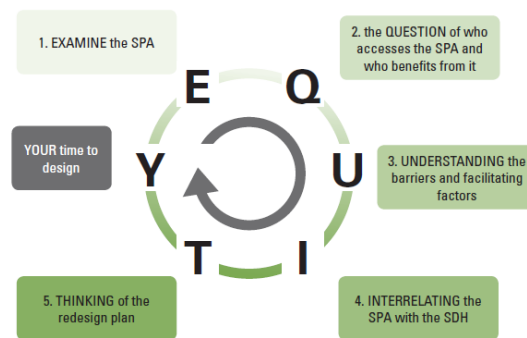 1. EXAMINE the SPA
2. the QUESTION of who
accesses the SPA and
who benefits from it
E Q
YOUR time to
design
Y U
3. UNDERSTANDING the
barriers and facilitating
factors
T I
5. THINKING of the
redesign plan
4. INTERRELATING the
SPA with the SDH